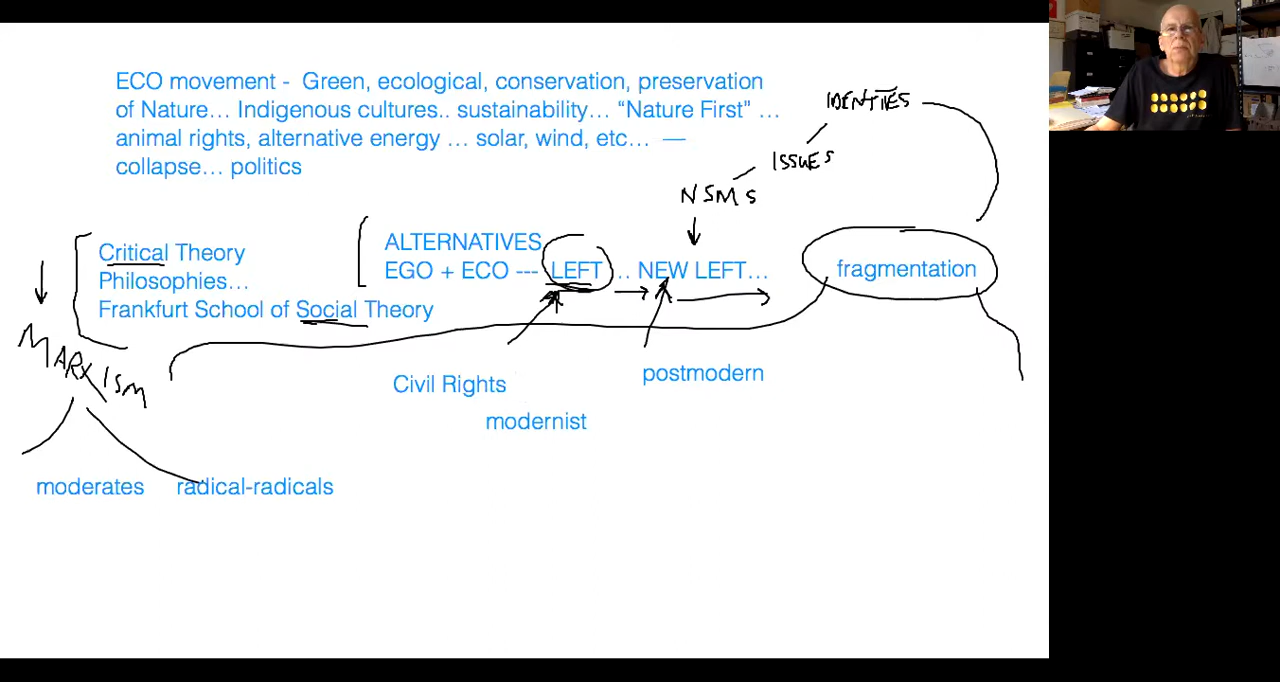 ECO movement - Green, ecological, conservation, preservation
of Nature... Indigenous cultures.. sustainability... “Nature First" ...
animal rights, alternative energy ... solar, wind, etc... —
collapse... politics
IDENTIES
ISSUES
NSMS
Critical Theory
Philosophies...
Frankfurt School of Social Theory
ALTERNATIVES
EGO + ECO --- LEFT .. NEW LEFT...
fragmentation
MARXISM
Civil Rights
postmodern
modernist
moderates
radical-radicals